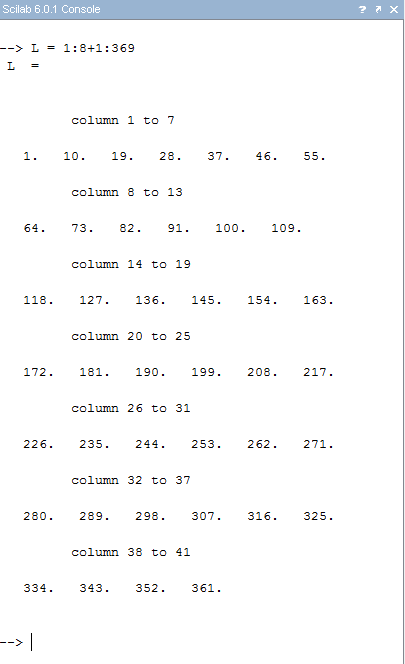 Scilab 6.0.1 Console
--> L = 1:8+1:369
L =
column 1 to 7
1. 10. 19. 28. 37. 46. 55.
column 8 to 13
64. 73. 82. 91. 100. 109.
column 14 to 19
118. 127. 136. 145. 154. 163.
column 20 to 25
172. 181. 190. 199. 208. 217.
column 26 to 31
226. 235. 244. 253. 262. 271.
column 32 to 37
280. 289. 298. 307. 316. 325.
column 38 to 41
334. 343. 352. 361.
-->